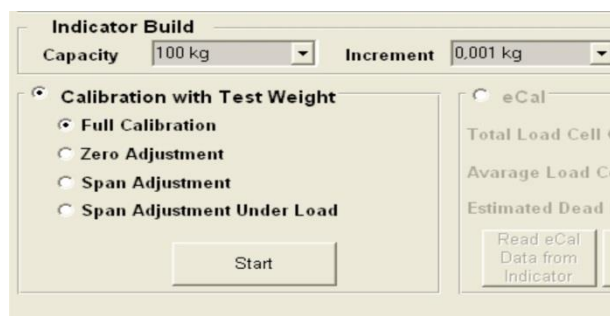 Indicator Build
Capacity 100 kg Increment 0,001 kg
Calibration with Test Weight
Full Calibration
Zero Adjustment
Span Adjustment
Span Adjustment Under Load
Start
eCal
Total Load Cell
Avarage Load
Estimated Dead
Read eCal
Data from
Indicator